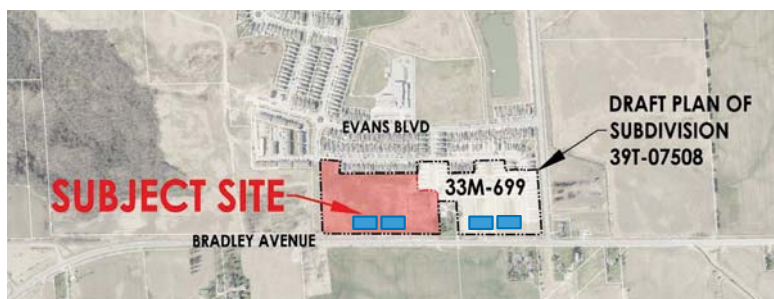 EVANS BLVD
DRAFT PLAN OF
SUBDIVISION
39T-07508
33M-699
SUBJECT SITE
BRADLEY AVENUE